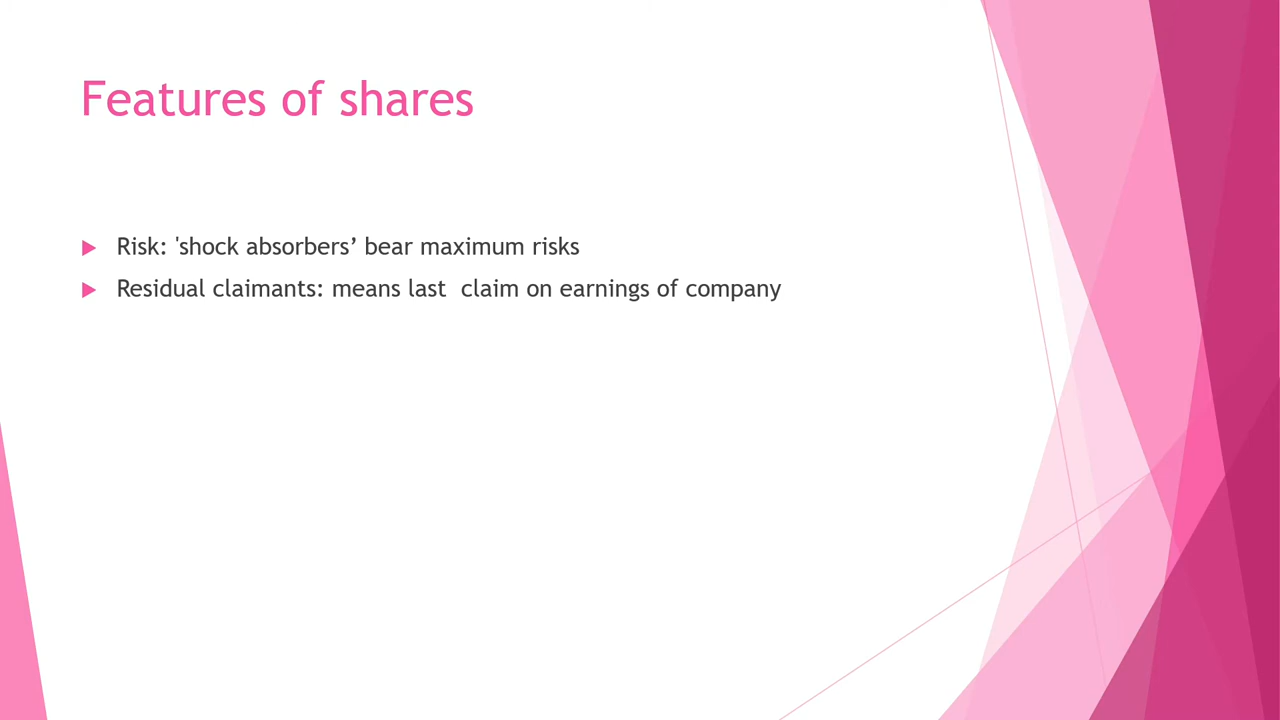 Features of shares
Risk: 'shock absorbers’ bear maximum risks
Residual claimants: means last  claim on earnings of company